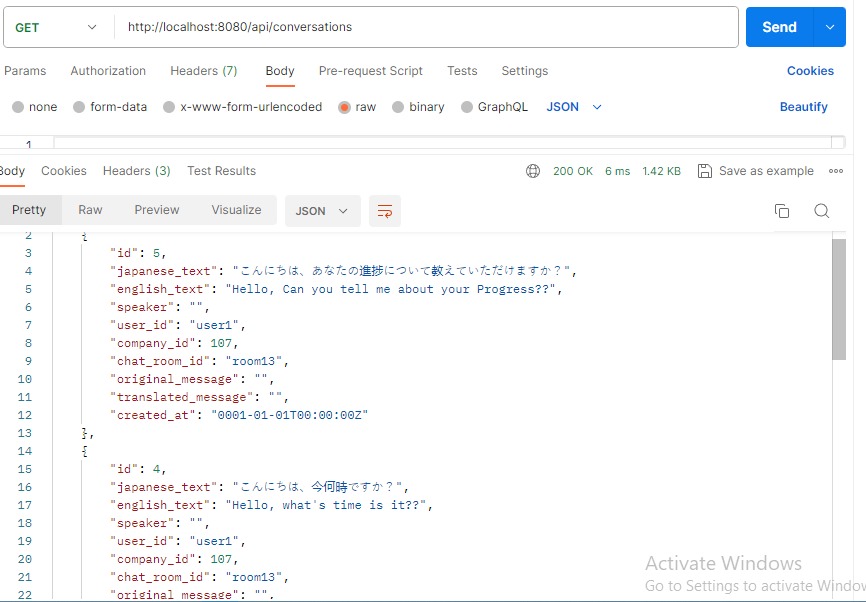 GET http://localhost:8080/api/conversations Send
Params Authorization Headers (7) Body Pre-request Script Tests Settings Cookies
none form-data x-www-form-urlencoded raw binary GraphQL JSON Beautify
1
Body Cookies Headers (3) Test Results 200 OK 6 ms 1.42 KB Save as example
Pretty Raw Preview Visualize JSON
2 {
3 "id": 5,
4 "japanese_text": "こんにちは、あなたの進捗について教えていただけますか？",
5 "english_text": "Hello, Can you tell me about your Progress??",
6 "speaker": "",
7 "user_id": "user1",
8 "company_id": 107,
9 "chat_room_id": "room13",
10 "original_message": "",
11 "translated_message": "",
12 "created_at": "0001-01-01T00:00:00Z"
13 },
14 {
15 "id": 4,
16 "japanese_text": "こんにちは、今何時ですか？",
17 "english_text": "Hello, what's time is it??",
18 "speaker": "",
19 "user_id": "user1",
20 "company_id": 107,
21 "chat_room_id": "room13",
22 "original_message": "",
Activate Windows
Go to Settings to activate Window